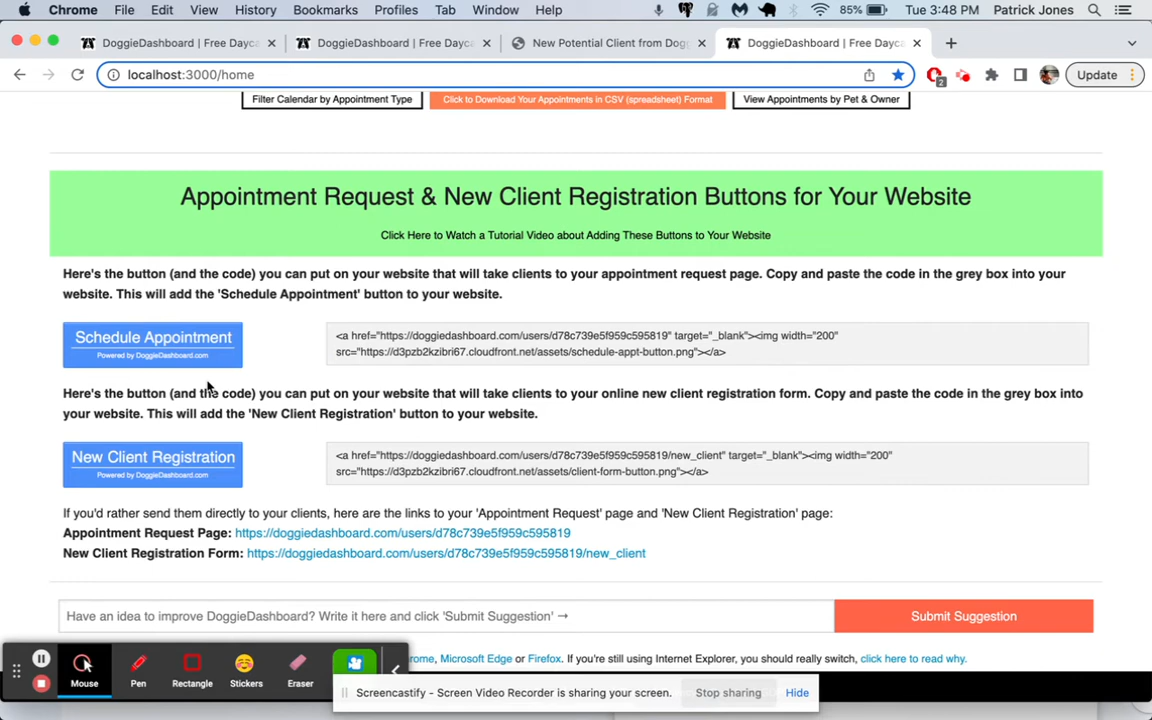 Chrome File Edit View History Bookmarks Profiles Tab Window Help 85% Tue 3:48 PM Patrick Jones
DoggieDashboard | Free Dayca × DoggieDashboard | Free Dayca × New Potential Client from Dogg × DoggieDashboard | Free Dayca × +
localhost:3000/home 2 Update
Filter Calendar by Appointment Type Click to Download Your Appointments in CSV (spreadsheet) Format View Appointments by Pet & Owner
Appointment Request & New Client Registration Buttons for Your Website
Click Here to Watch a Tutorial Video about Adding These Buttons to Your Website
Here's the button (and the code) you can put on your website that will take clients to your appointment request page. Copy and paste the code in the grey box into your
website. This will add the 'Schedule Appointment' button to your website.
Schedule Appointment
Powered by DoggieDashboard.com
<a href="https://doggiedashboard.com/users/d78c739e5f959c595819" target="_blank"><img width="200"
src="https://d3pzb2kzibri67.cloudfront.net/assets/schedule-appt-button.png"></a>
Here's the button (and the code) you can put on your website that will take clients to your online new client registration form. Copy and paste the code in the grey box into
your website. This will add the 'New Client Registration' button to your website.
New Client Registration
Powered by DoggieDashboard.com
<a href="https://doggiedashboard.com/users/d78c739e5f959c595819/new_client" target="_blank"><img width="200"
src="https://d3pzb2kzibri67.cloudfront.net/assets/client-form-button.png"></a>
If you'd rather send them directly to your clients, here are the links to your 'Appointment Request' page and 'New Client Registration' page:
Appointment Request Page: https://doggiedashboard.com/users/d78c739e5f959c595819
New Client Registration Form: https://doggiedashboard.com/users/d78c739e5f959c595819/new_client
Have an idea to improve DoggieDashboard? Write it here and click 'Submit Suggestion' → Submit Suggestion
rome, Microsoft Edge or Firefox. If you're still using Internet Explorer, you should really switch, click here to read why.
Mouse Pen Rectangle Stickers Eraser
Screencastify - Screen Video Recorder is sharing your screen. Stop sharing Hide